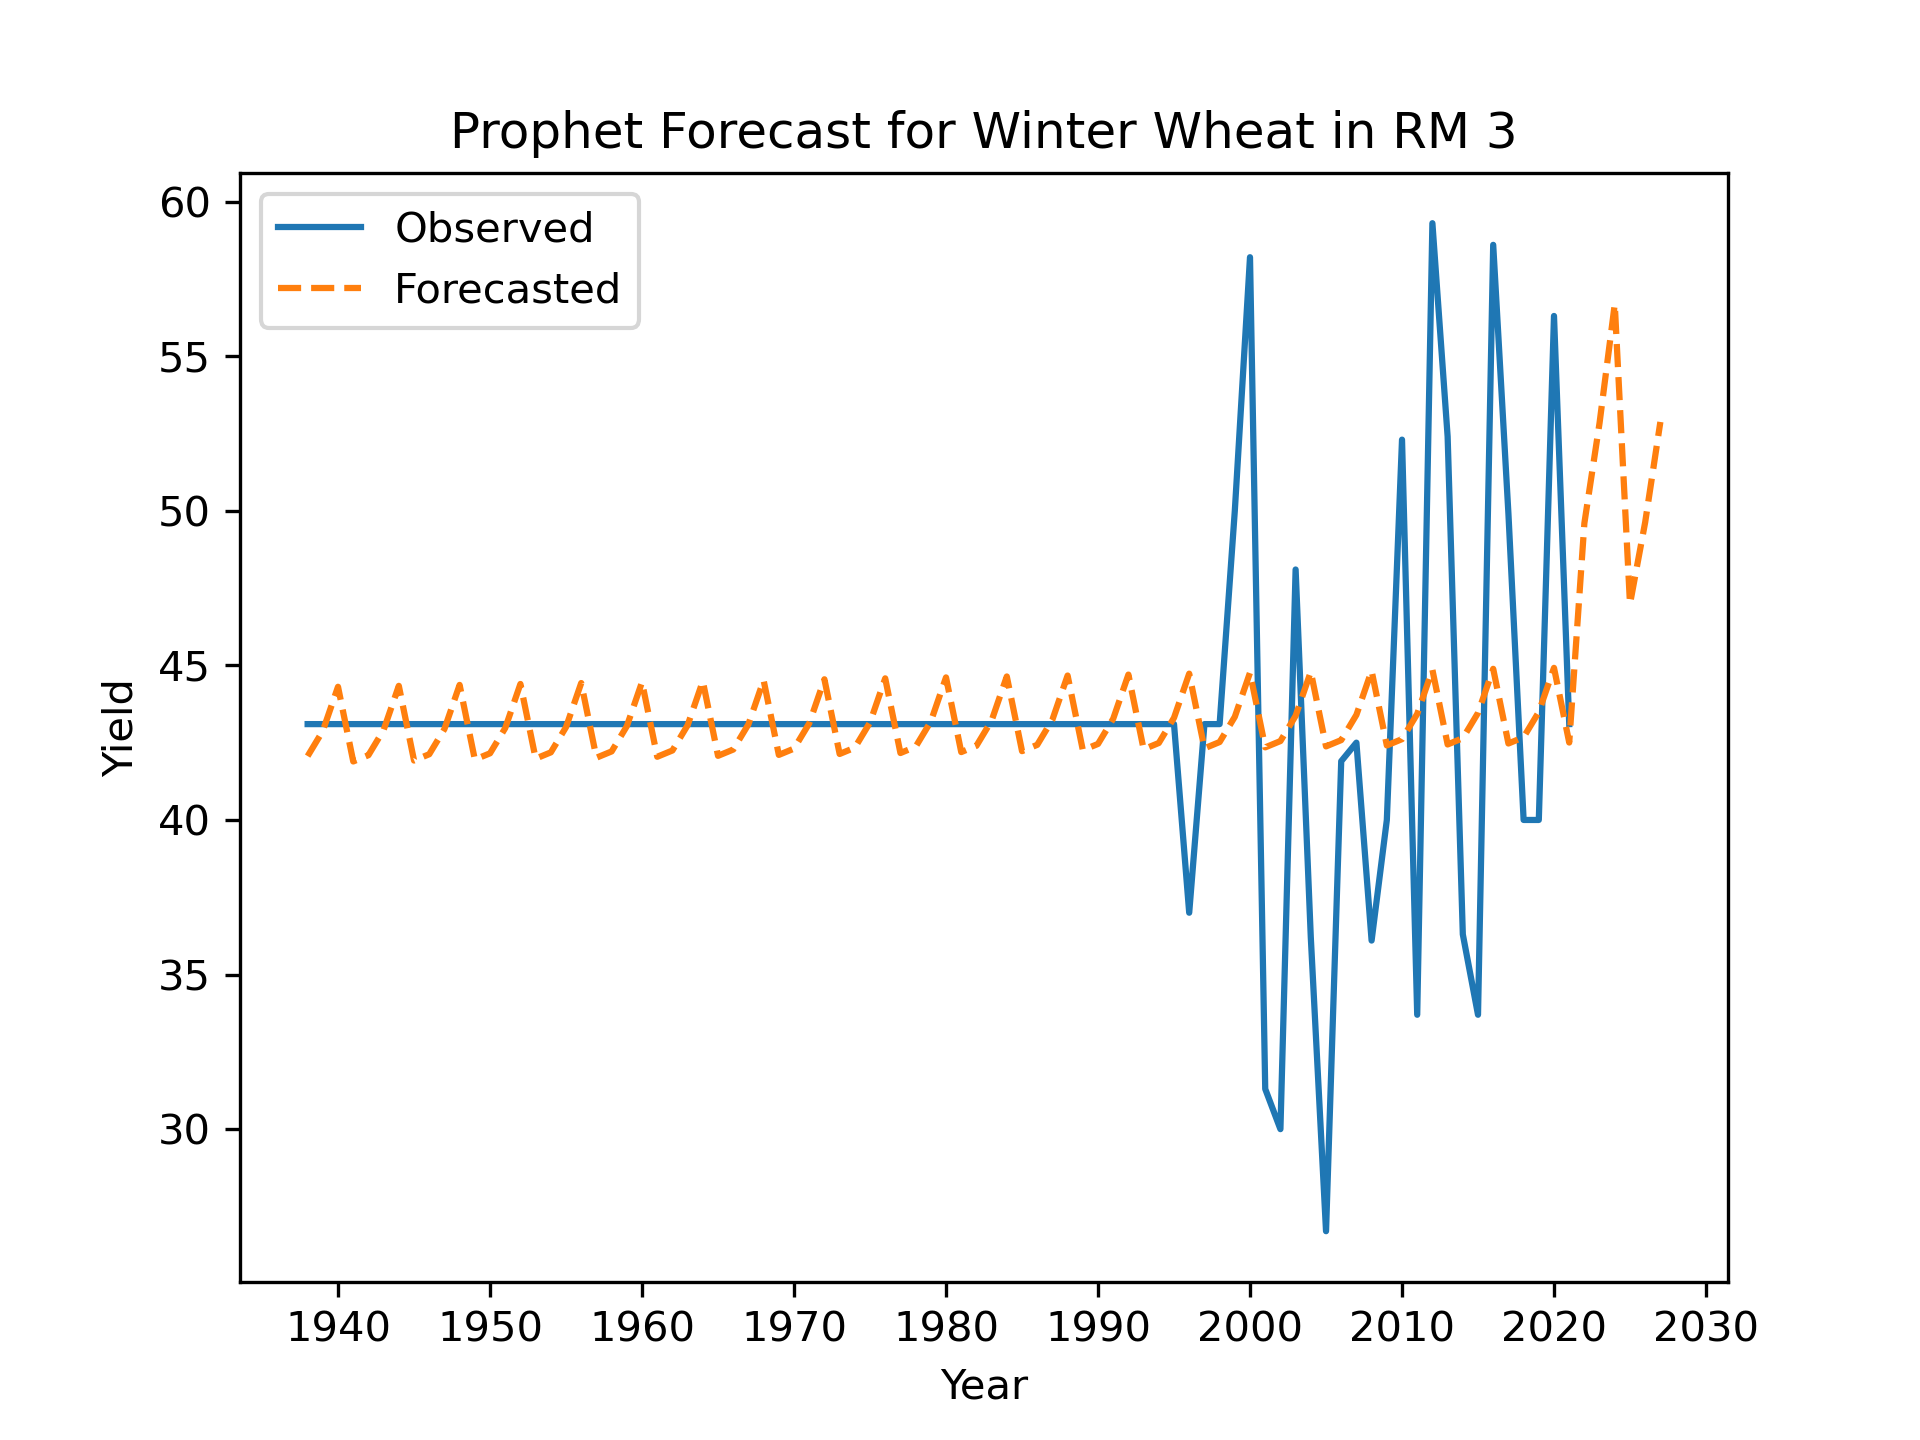 Prophet Forecast for Winter Wheat in RM 3
Observed
Forecasted
60
55
50
45
40
35
30
Yield
1940 1950 1960 1970 1980 1990 2000 2010 2020 2030
Year